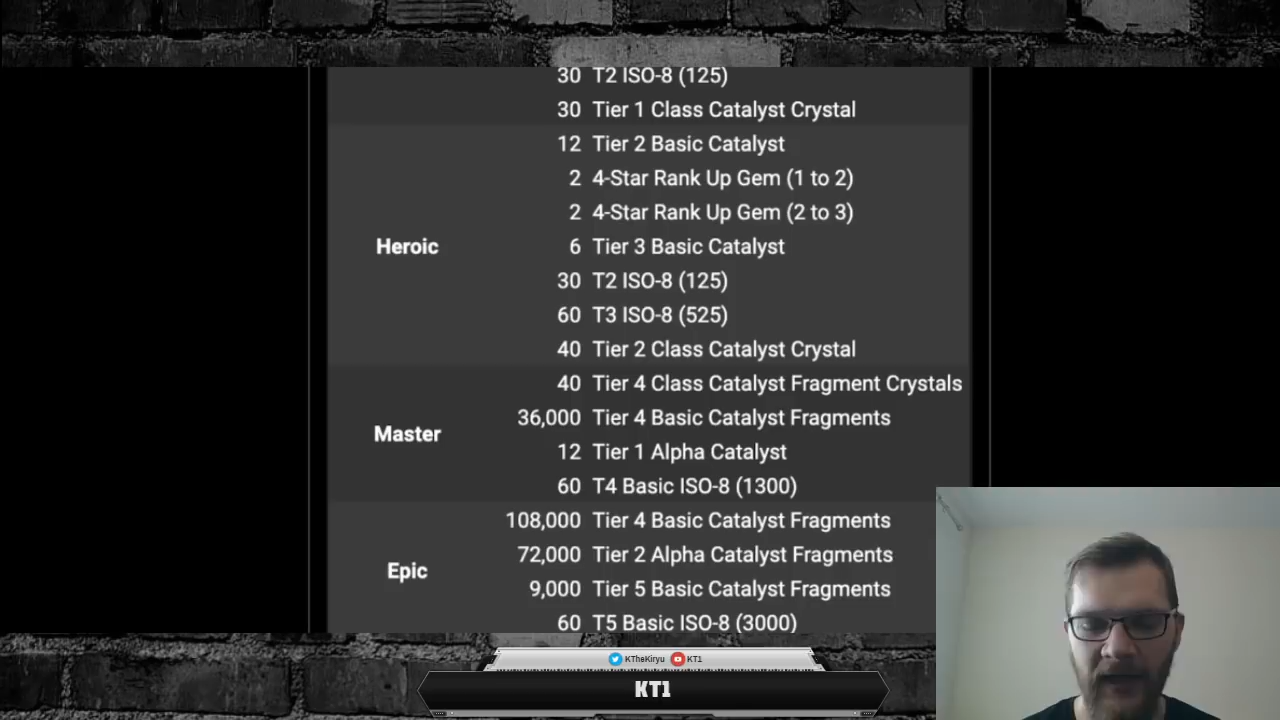 30 T2 ISO-8 (125)
30 Tier 1 Class Catalyst Crystal
12 Tier 2 Basic Catalyst
2 4-Star Rank Up Gem (1 to 2)
2 4-Star Rank Up Gem (2 to 3)
Heroic 6 Tier 3 Basic Catalyst
30 T2 ISO-8 (125)
60 T3 ISO-8 (525)
40 Tier 2 Class Catalyst Crystal
40 Tier 4 Class Catalyst Fragment Crystals
36,000 Tier 4 Basic Catalyst Fragments
Master
12 Tier 1 Alpha Catalyst
60 T4 Basic ISO-8 (1300)
108,000 Tier 4 Basic Catalyst Fragments
72,000 Tier 2 Alpha Catalyst Fragments
Epic
9,000 Tier 5 Basic Catalyst Fragments
60 T5 Basic ISO-8 (3000)
KTheKiryu KT1
KT1